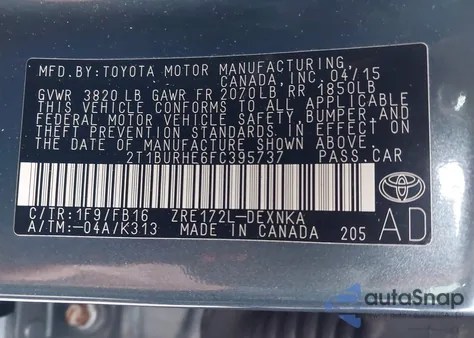 MFD.BY:TOYOTA MOTOR MANUFACTURING,
CANADA, INC. 04/15
GVWR 3820 LB GAWR FR 2070LB RR 1850LB
THIS VEHICLE CONFORMS TO ALL APPLICABLE
FEDERAL MOTOR VEHICLE SAFETY, BUMPER, AND
THEFT PREVENTION STANDARDS IN EFFECT ON
THE DATE OF MANUFACTURE SHOWN ABOVE.
2T1BURHE6FC395737 PASS.CAR
C/TR:1F9/FB16 ZRE172L-DEXNKA
A/TM:-04A/K313 MADE IN CANADA 205
AD
autoSnap